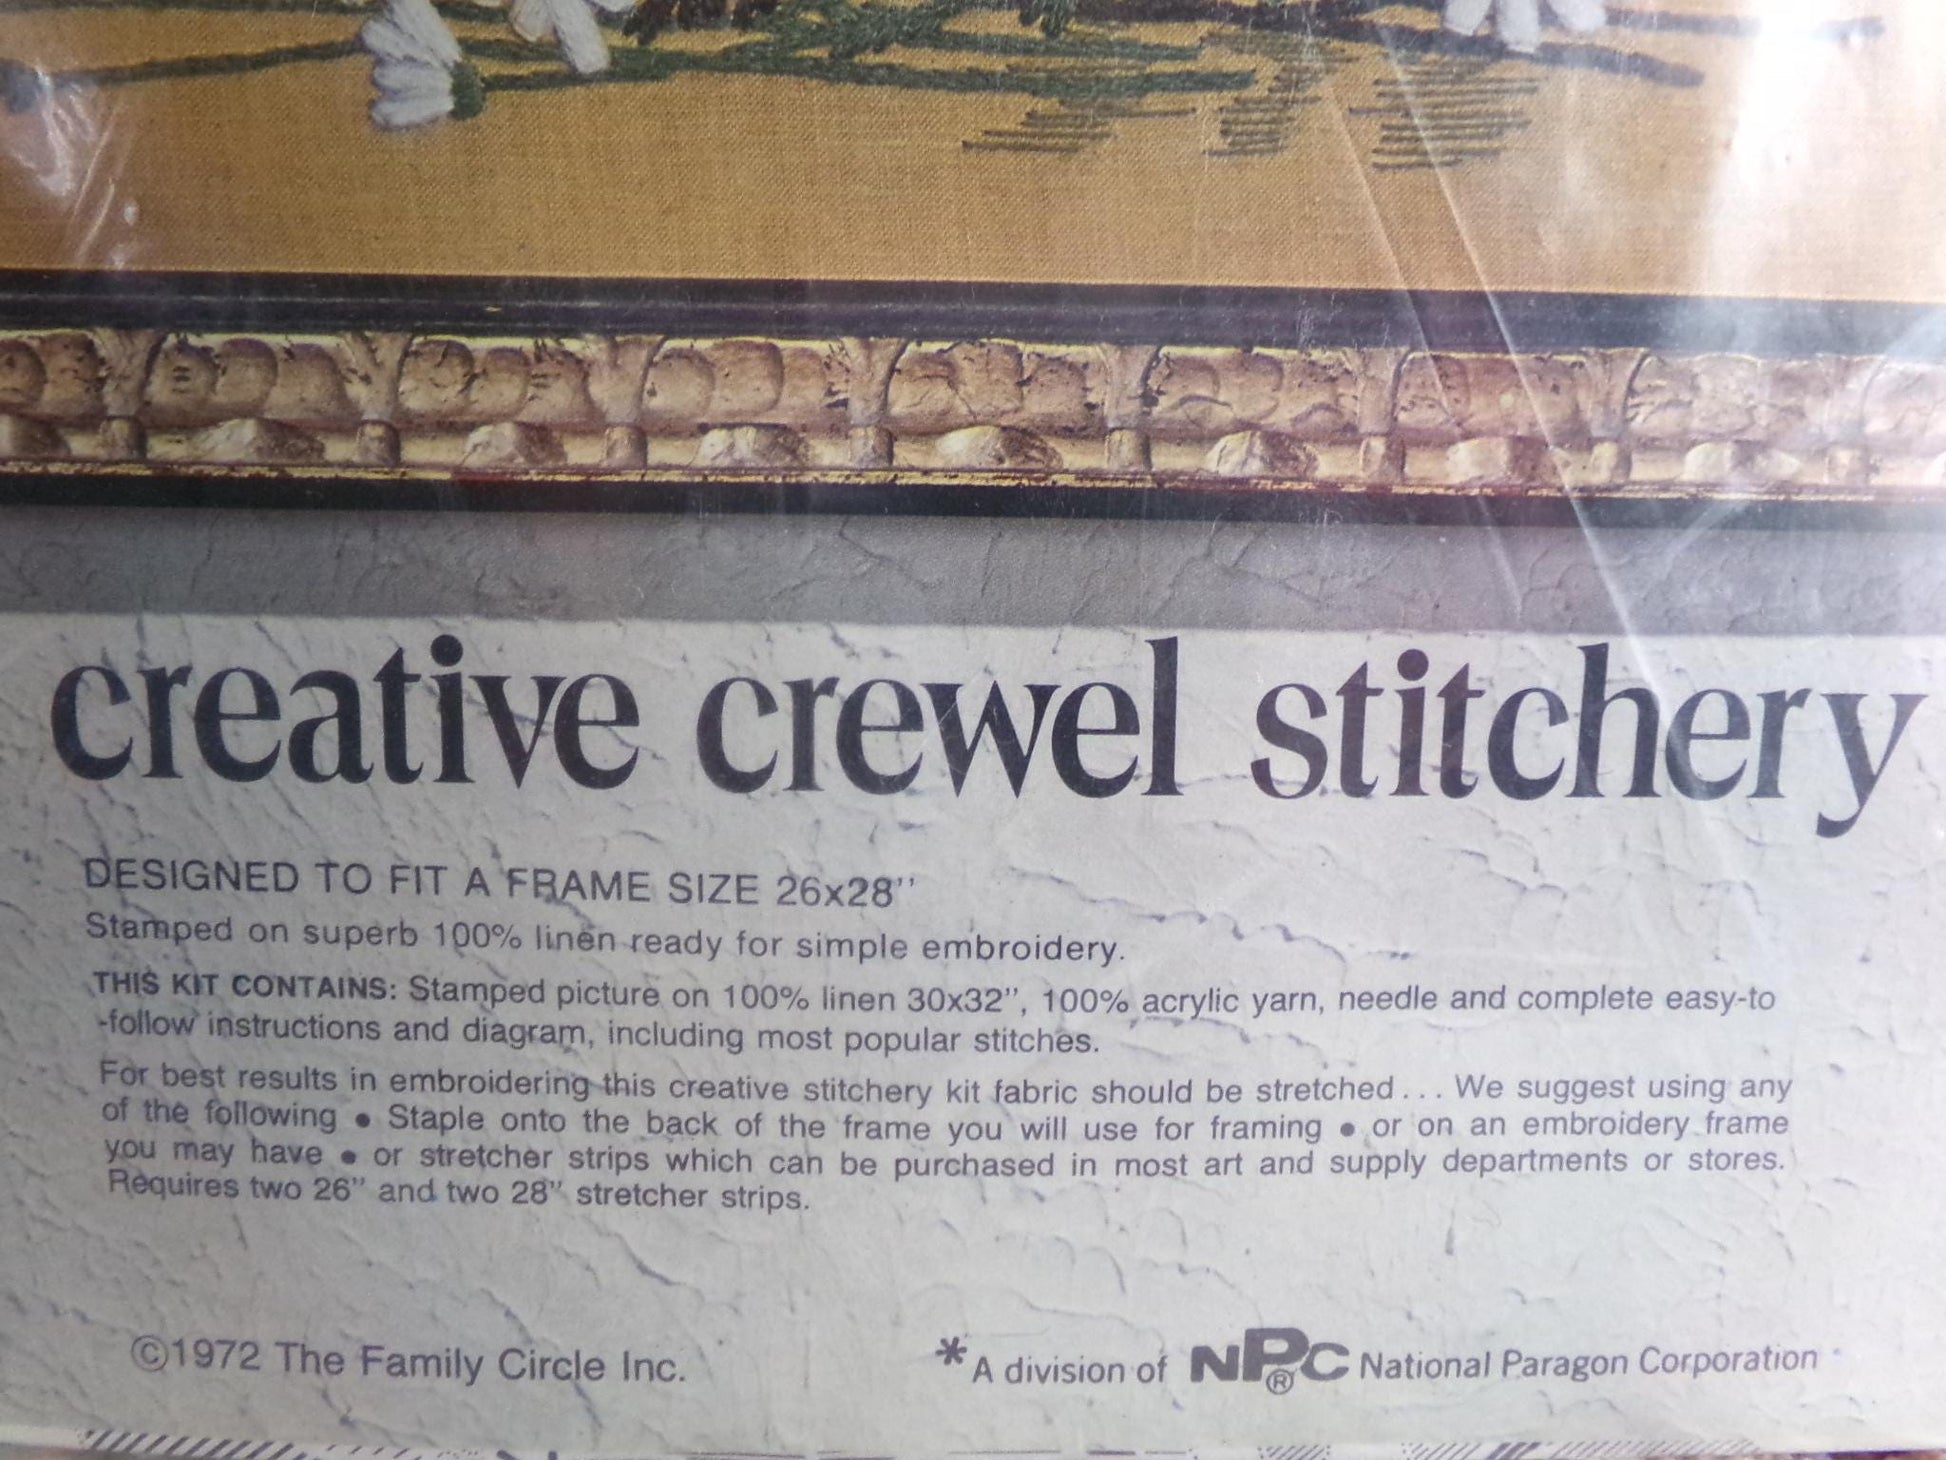 creative crewel stitchery
DESIGNED TO FIT A FRAME SIZE 26x28’’
Stamped on superb 100% linen ready for simple embroidery.
THIS KIT CONTAINS: Stamped picture on 100% linen 30x32’’, 100% acrylic yarn, needle and complete easy-to
-follow instructions and diagram, including most popular stitches.
For best results in embroidering this creative stitchery kit fabric should be stretched... We suggest using any
of the following • Staple onto the back of the frame you will use for framing • or on an embroidery frame
you may have • or stretcher strips which can be purchased in most art and supply departments or stores.
Requires two 26’’ and two 28’’ stretcher strips.
©1972 The Family Circle Inc.
*A division of NPC® National Paragon Corporation